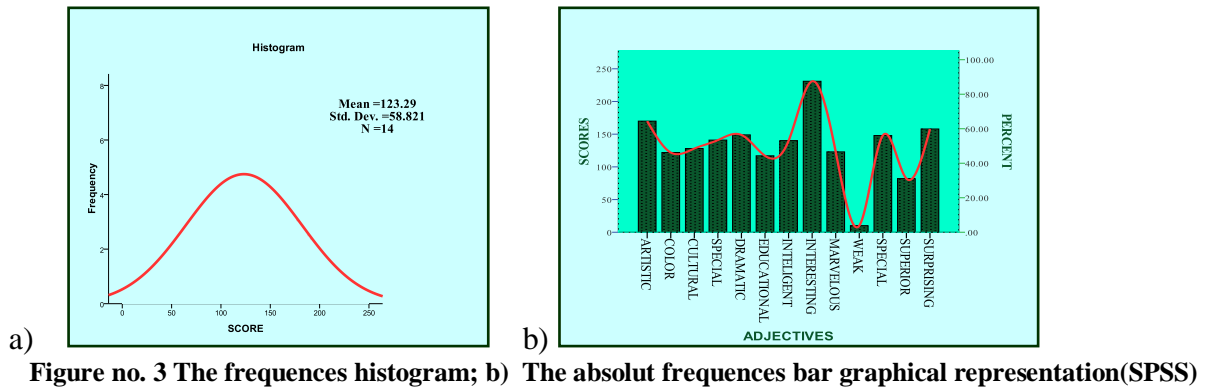 Histogram
Mean =123.29
Std. Dev. =58.821
N =14
Frequency
8
6
4
2
0
0 50 100 150 200 250
SCORE
a)
SCORES
250
200
150
100
50
0
PERCENT
100.00
80.00
60.00
40.00
20.00
.00
ARTISTIC
COLOR
CULTURAL
SPECIAL
DRAMATIC
EDUCATIONAL
INTELIGENT
INTERESTING
MARVELOUS
WEAK
SPECIAL
SUPERIOR
SURPRISING
ADJECTIVES
b)
Figure no. 3 The frequences histogram; b) The absolut frequences bar graphical representation(SPSS)